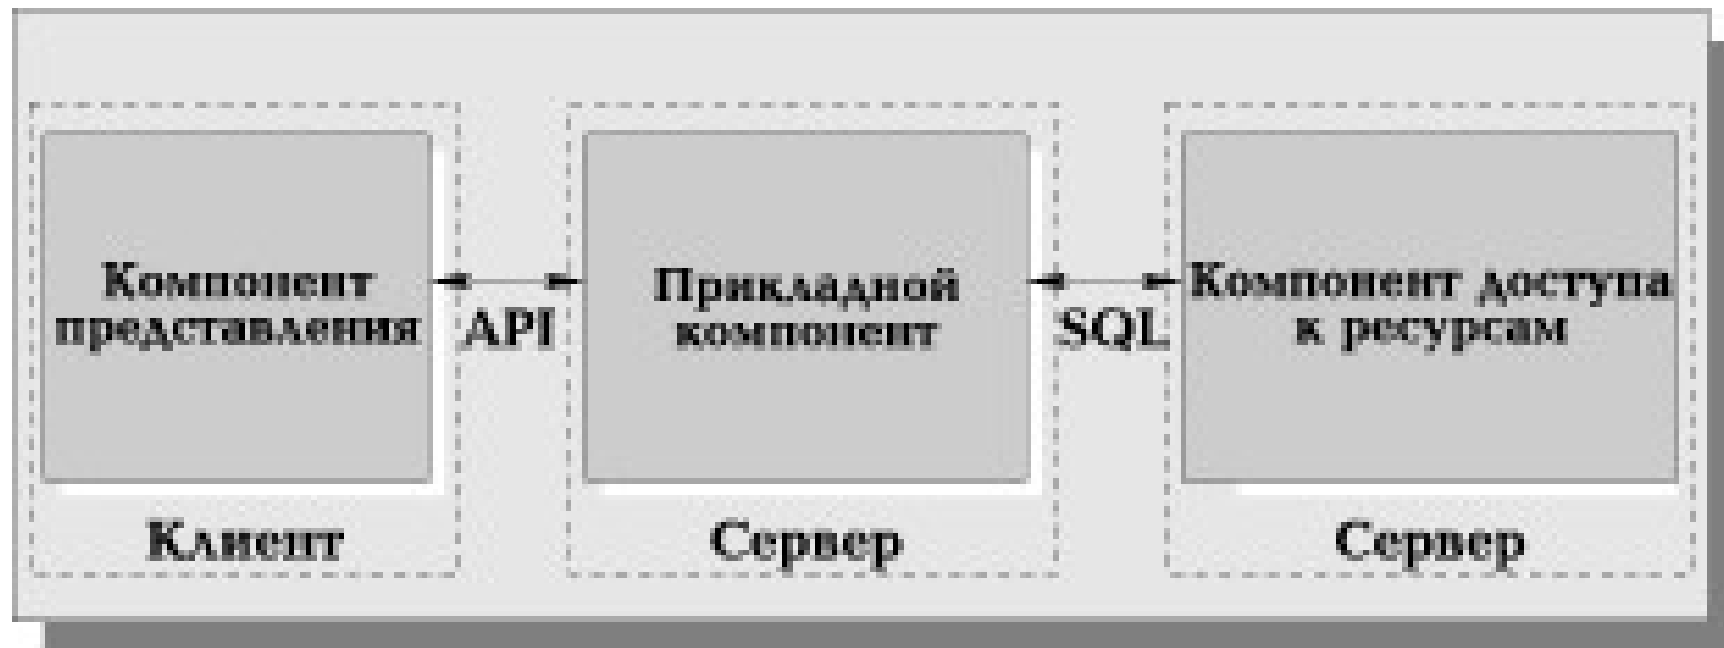 Компонент
представления
API
Прикладной
компонент
SQL
Компонент доступа
к ресурсам
Клиент
Сервер
Сервер